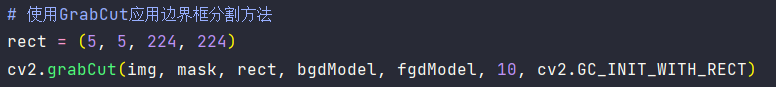 # 使用GrabCut应用边界框分割方法
rect = (5, 5, 224, 224)
cv2.grabCut(img, mask, rect, bgdModel, fgdModel, 10, cv2.GC_INIT_WITH_RECT)